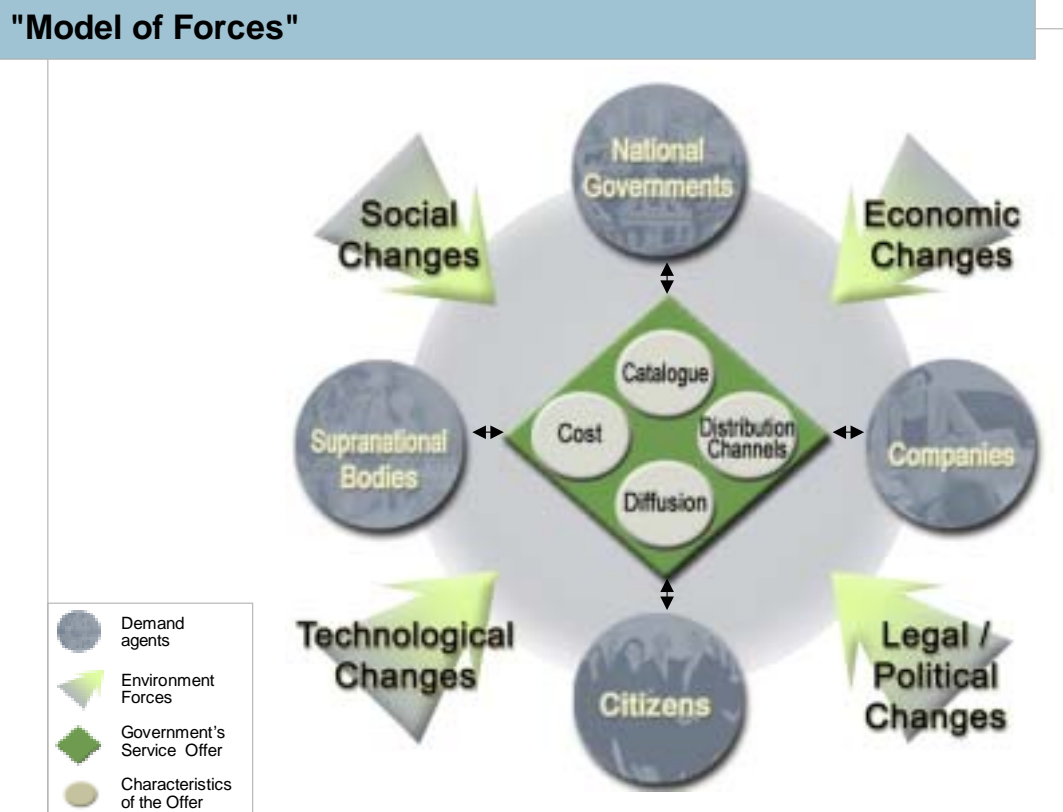 "Model of Forces"
National
Governments
Social
Changes
Economic
Changes
Catalogue
Cost
Distribution
Channels
Diffusion
Supranational
Bodies
Companies
Technological
Changes
Citizens
Legal /
Political
Changes
Demand
agents
Environment
Forces
Government's
Service Offer
Characteristics
of the Offer